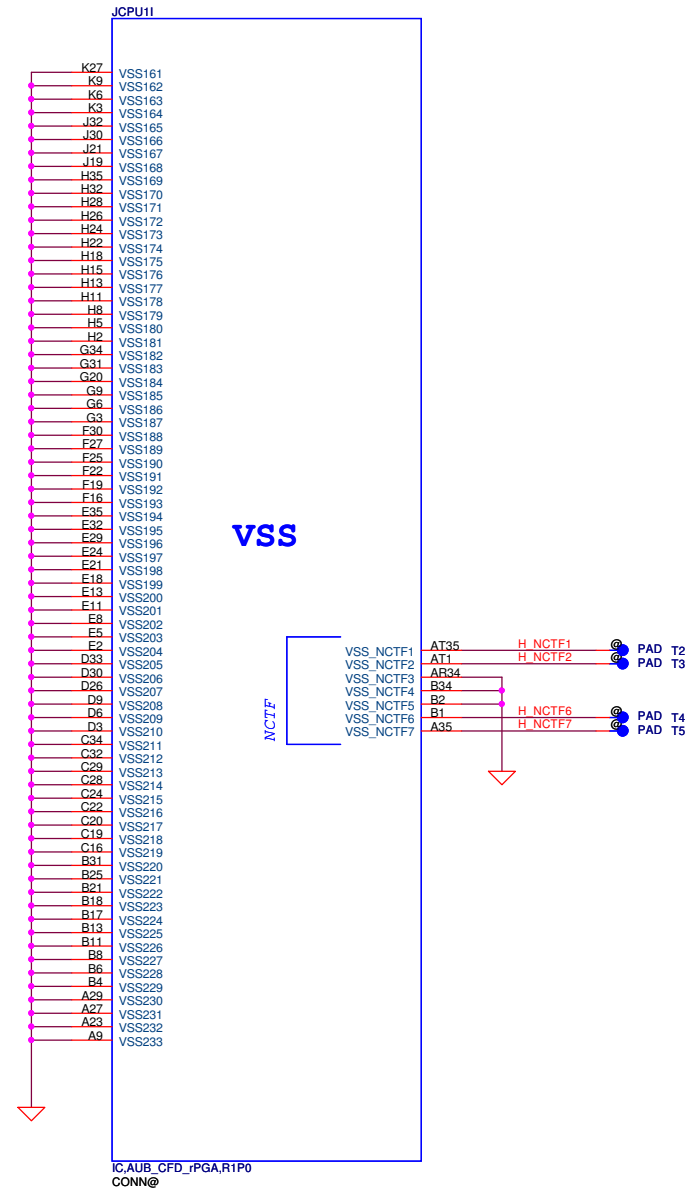 JCPU1I
K27 VSS161
K9 VSS162
K6 VSS163
K3 VSS164
J32 VSS165
J30 VSS166
J21 VSS167
J19 VSS168
H35 VSS169
H32 VSS170
H28 VSS171
H26 VSS172
H24 VSS173
H22 VSS174
H18 VSS175
H15 VSS176
H13 VSS177
H11 VSS178
H8 VSS179
H5 VSS180
H2 VSS181
G34 VSS182
G31 VSS183
G20 VSS184
G9 VSS185
G6 VSS186
G3 VSS187
F30 VSS188
F27 VSS189
F25 VSS190
F22 VSS191
F19 VSS192
F16 VSS193
E35 VSS194
E32 VSS195
E29 VSS196
E24 VSS197
E21 VSS198
E18 VSS199
E13 VSS200
E11 VSS201
E8 VSS202
E5 VSS203
E2 VSS204
D33 VSS205
D30 VSS206
D26 VSS207
D9 VSS208
D6 VSS209
D3 VSS210
C34 VSS211
C32 VSS212
C29 VSS213
C28 VSS214
C24 VSS215
C22 VSS216
C20 VSS217
C19 VSS218
C16 VSS219
B31 VSS220
B25 VSS221
B21 VSS222
B18 VSS223
B17 VSS224
B13 VSS225
B11 VSS226
B8 VSS227
B6 VSS228
B4 VSS229
A29 VSS230
A27 VSS231
A23 VSS232
A9 VSS233
VSS
NCTF
VSS_NCTF1 AT35 H_NCTF1 @ PAD T2
VSS_NCTF2 AT1 H_NCTF2 @ PAD T3
VSS_NCTF3 AR34
VSS_NCTF4 B34
VSS_NCTF5 B2
VSS_NCTF6 B1 H_NCTF6 @ PAD T4
VSS_NCTF7 A35 H_NCTF7 @ PAD T5
IC,AUB_CFD_rPGA,R1P0
CONN@